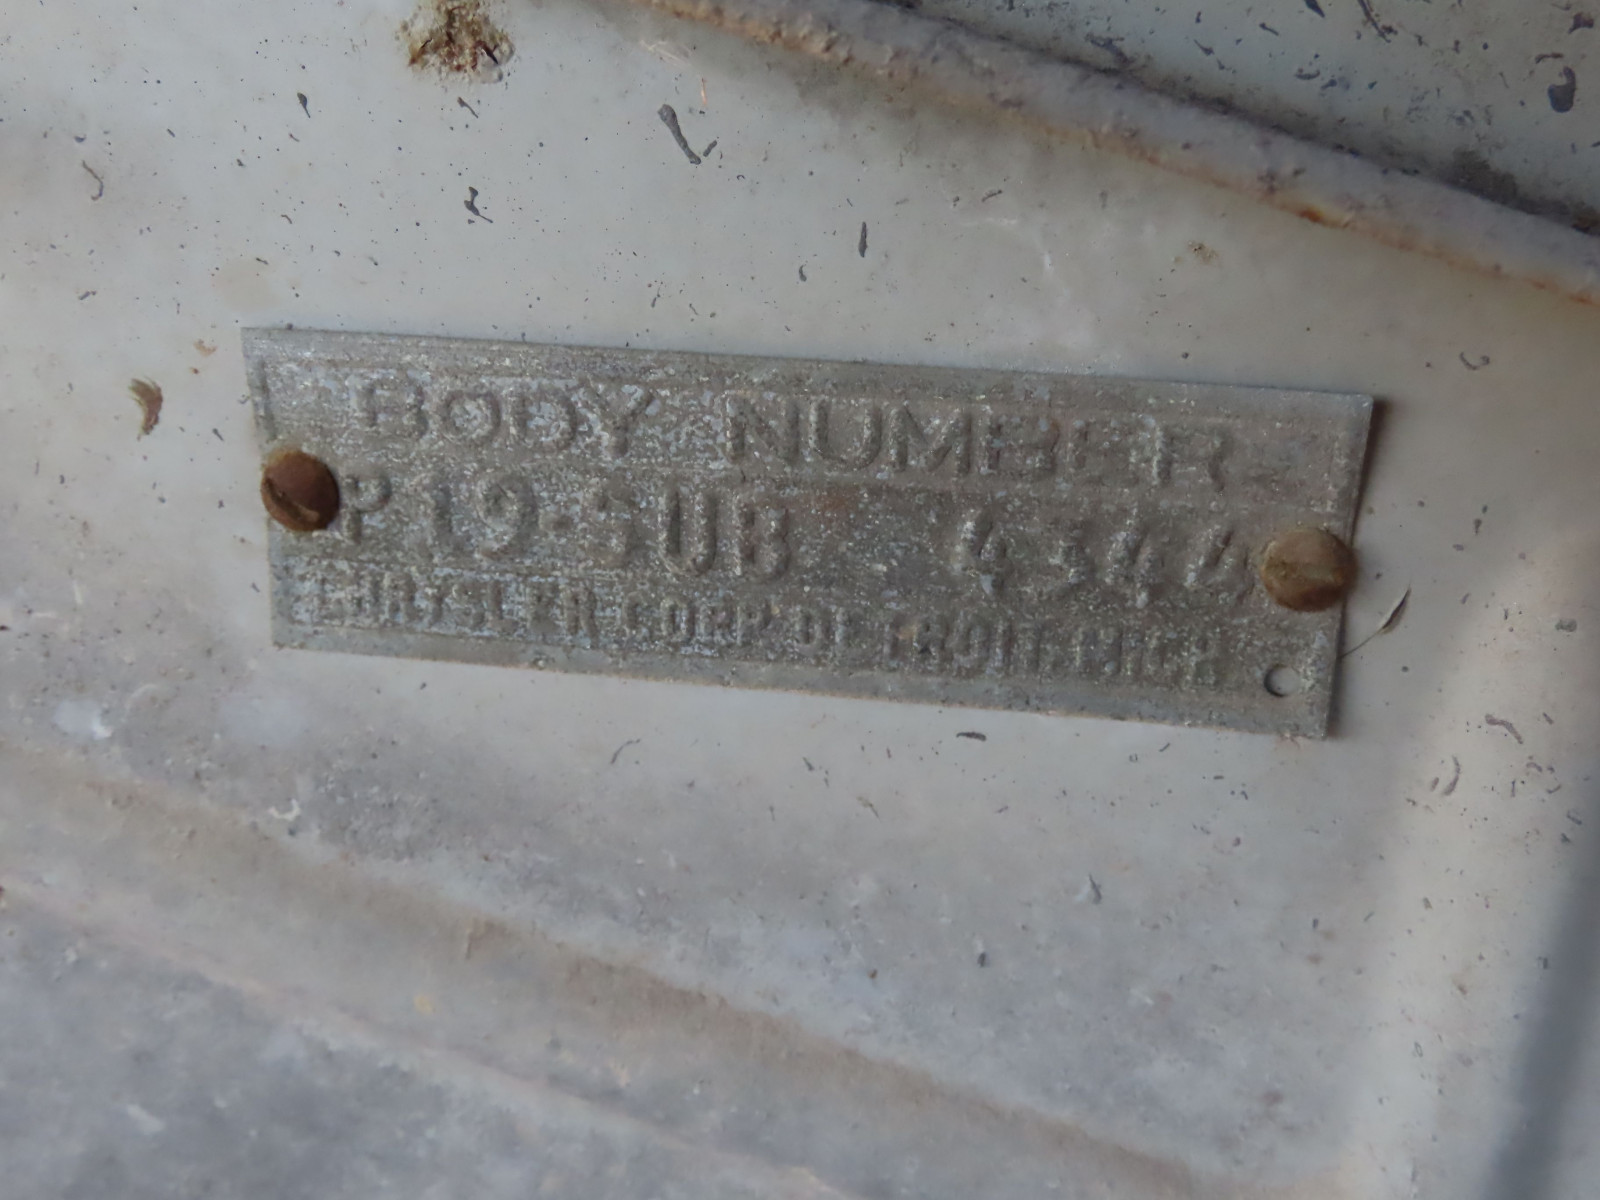 BODY NUMBER
P19-SUB 4344
CHRYSLER CORP DETROIT. MICH